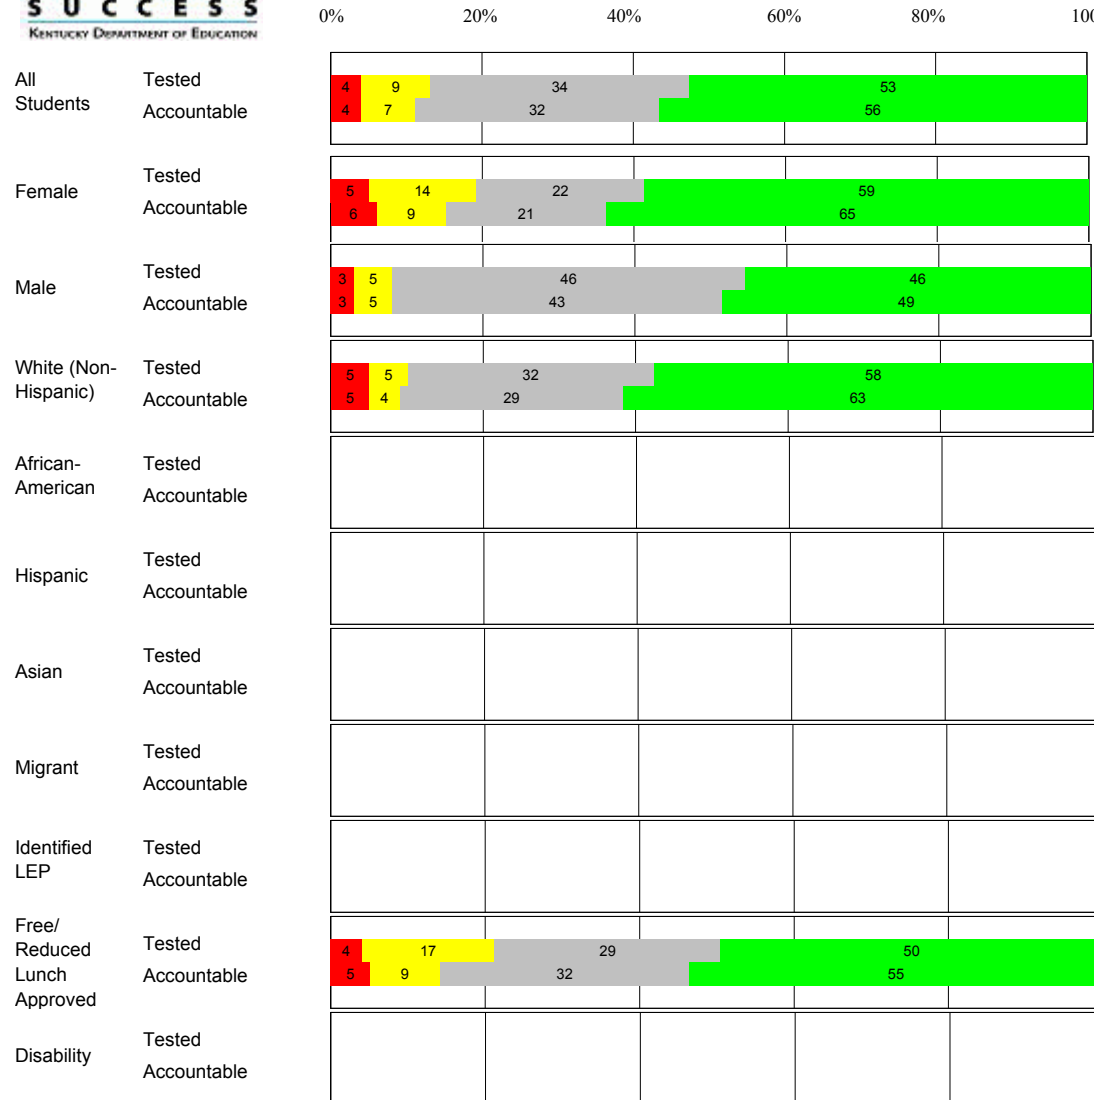 SUCCESS
KENTUCKY DEPARTMENT OF EDUCATION
0% 20% 40% 60% 80% 100
All Students
Tested 4 9 34 53
Accountable 4 7 32 56
Female
Tested 5 14 22 59
Accountable 6 9 21 65
Male
Tested 3 5 46 46
Accountable 3 5 43 49
White (Non-
Hispanic)
Tested 5 5 32 58
Accountable 5 4 29 63
African-
American
Tested
Accountable
Hispanic
Tested
Accountable
Asian
Tested
Accountable
Migrant
Tested
Accountable
Identified
LEP
Tested
Accountable
Free/
Reduced
Lunch
Approved
Tested 4 17 29 50
Accountable 5 9 32 55
Disability
Tested
Accountable